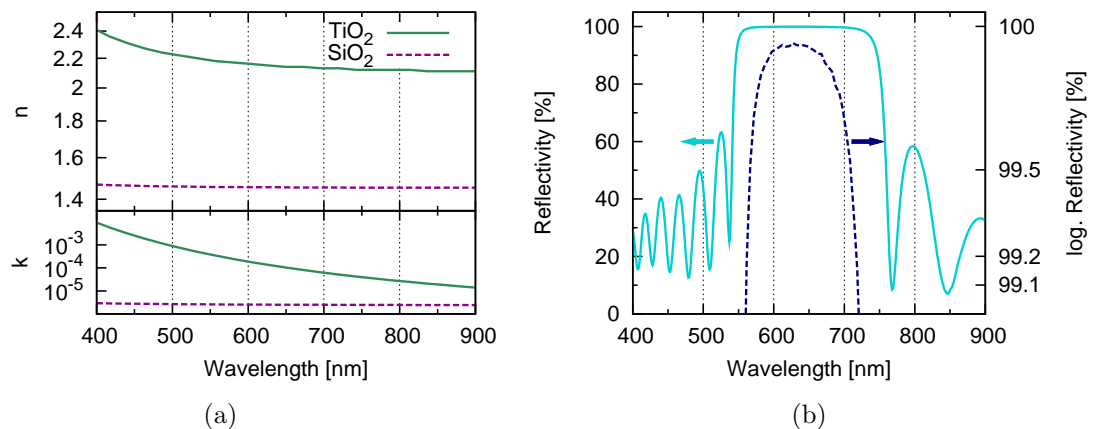 2.4
2.2
2
1.8
1.6
1.4
n
TiO2
SiO2
10-3
10-4
10-5
k
400 500 600 700 800 900
Wavelength [nm]
(a)
100
80
60
40
20
0
Reflectivity [%]
100
99.5
99.2
99.1
log. Reflectivity [%]
400 500 600 700 800 900
Wavelength [nm]
(b)